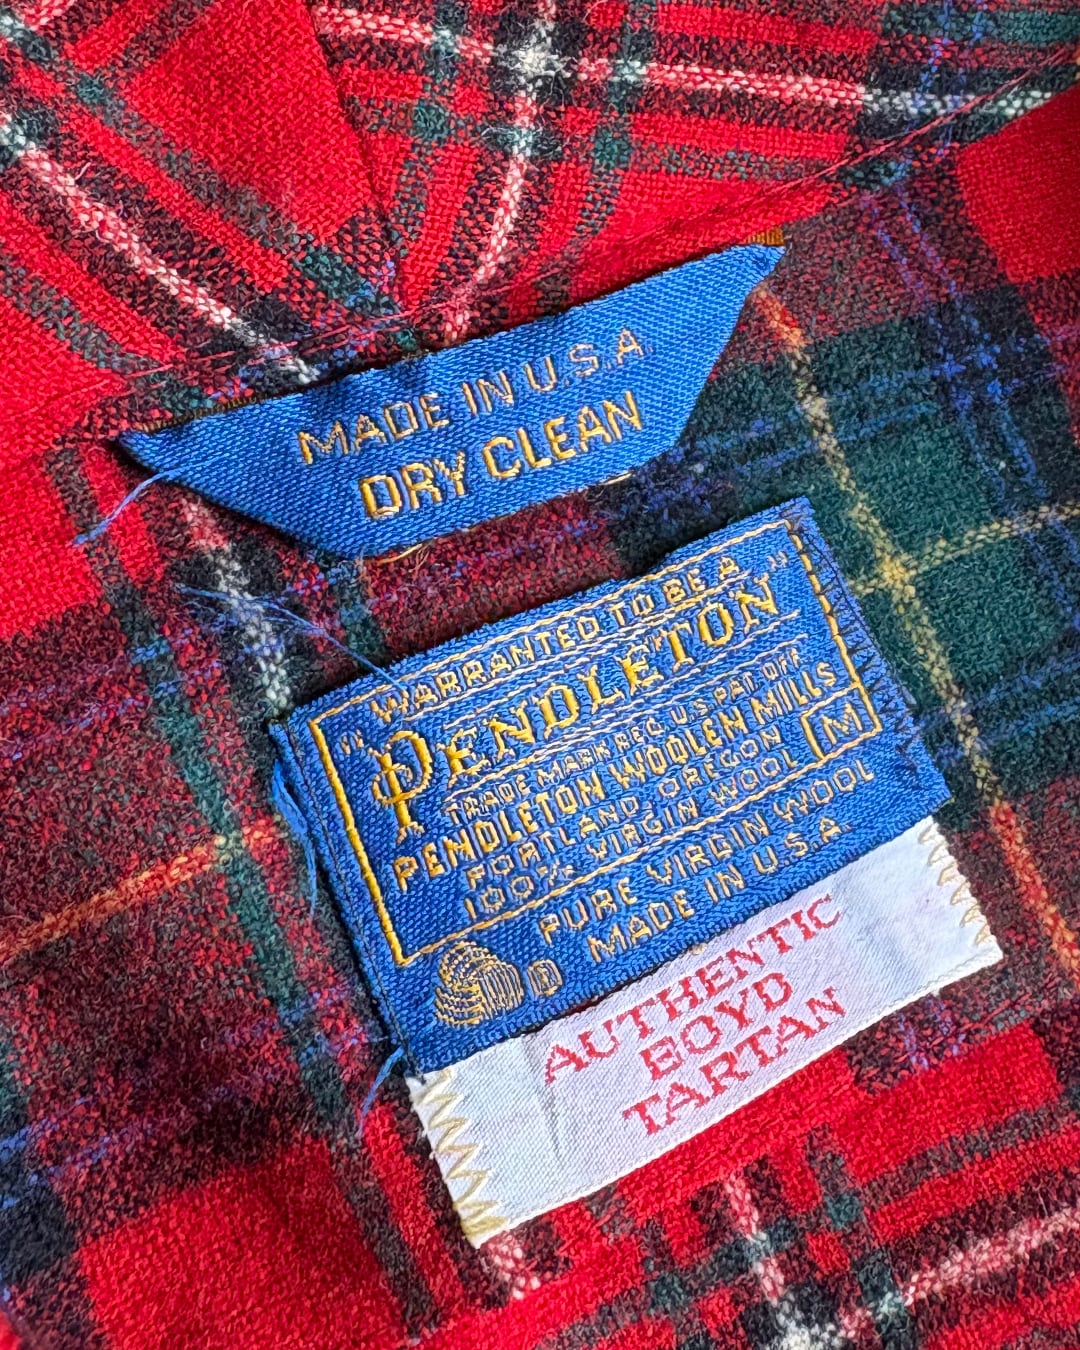 MADE IN U.S.A.
DRY CLEAN
WARRANTED TO BE A
"PENDLETON"
TRADE MARK REG. U.S. PAT. OFF.
PENDLETON WOOLEN MILLS
PORTLAND, OREGON
100% VIRGIN WOOL
M
PURE VIRGIN WOOL
MADE IN U.S.A.
D
AUTHENTIC
BOYD
TARTAN